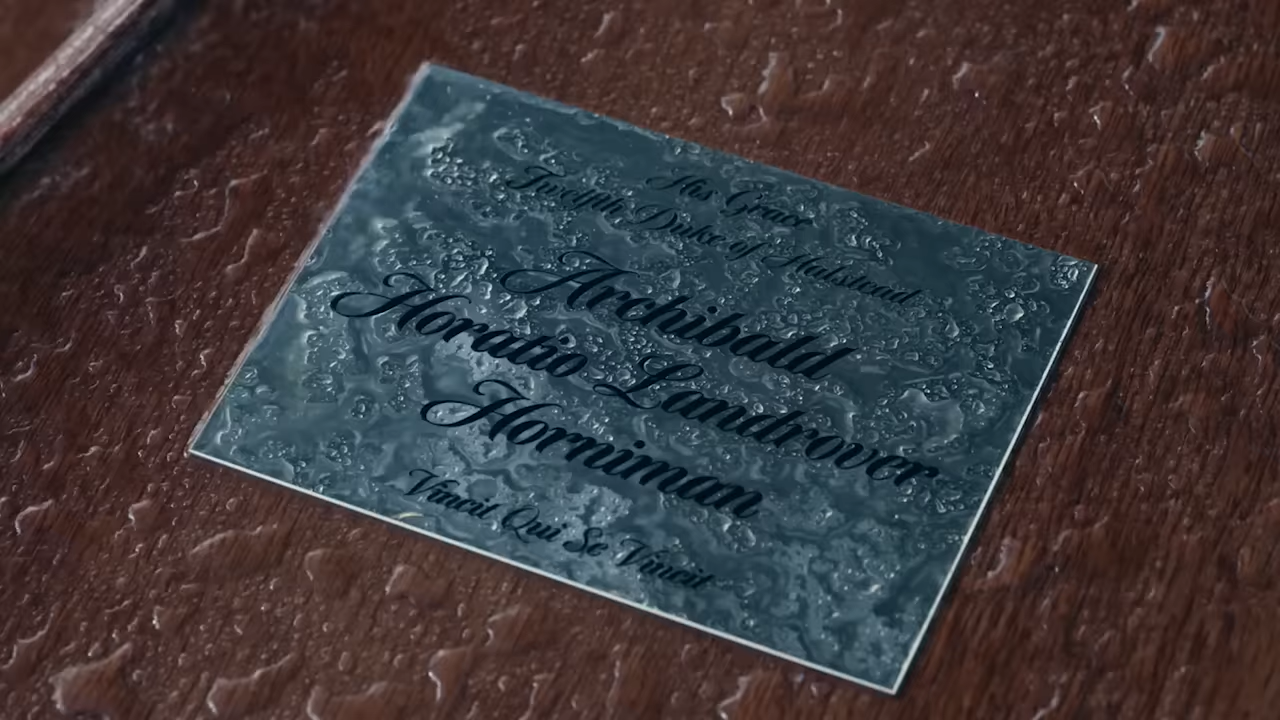 His Grace
Twelfth Duke of Halstead
Archibald
Horatio Landrover
Horniman
Vincit Qui Se Vincit